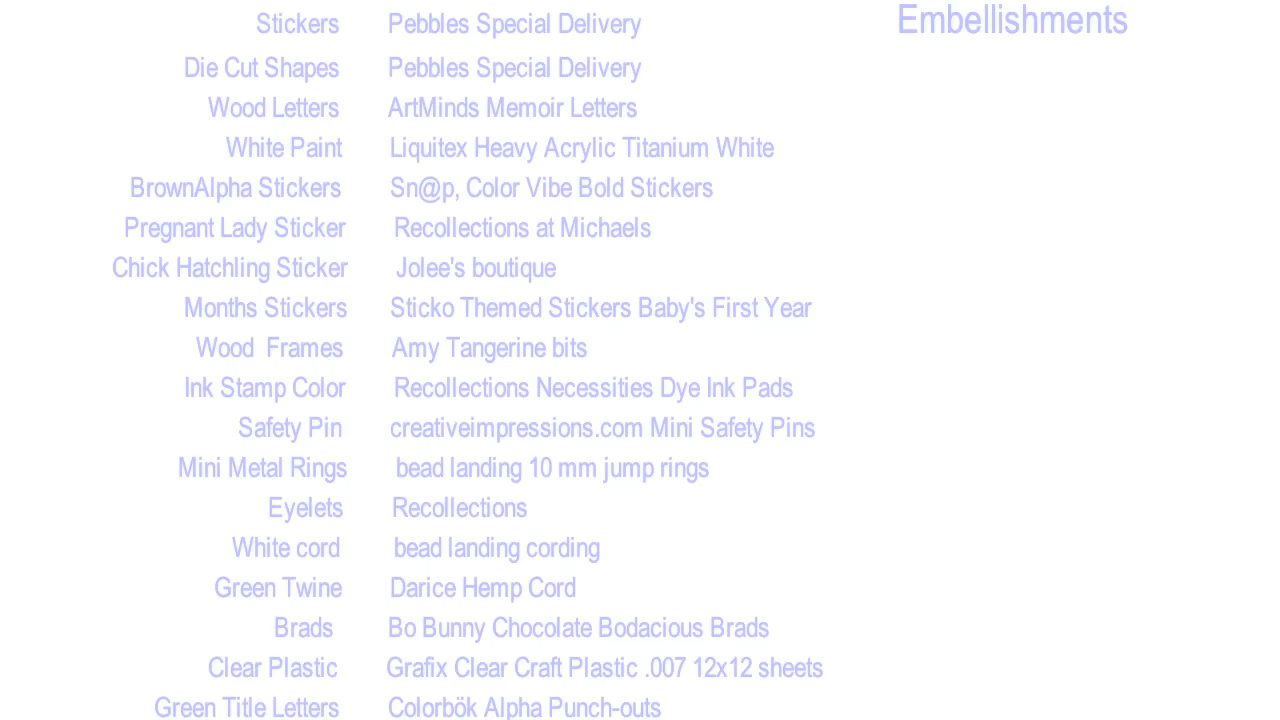 Embellishments
Stickers Pebbles Special Delivery
Die Cut Shapes Pebbles Special Delivery
Wood Letters ArtMinds Memoir Letters
White Paint Liquitex Heavy Acrylic Titanium White
BrownAlpha Stickers Sn@p, Color Vibe Bold Stickers
Pregnant Lady Sticker Recollections at Michaels
Chick Hatchling Sticker Jolee's boutique
Months Stickers Sticko Themed Stickers Baby's First Year
Wood Frames Amy Tangerine bits
Ink Stamp Color Recollections Necessities Dye Ink Pads
Safety Pin creativeimpressions.com Mini Safety Pins
Mini Metal Rings bead landing 10 mm jump rings
Eyelets Recollections
White cord bead landing cording
Green Twine Darice Hemp Cord
Brads Bo Bunny Chocolate Bodacious Brads
Clear Plastic Grafix Clear Craft Plastic .007 12x12 sheets
Green Title Letters Colorbök Alpha Punch-outs